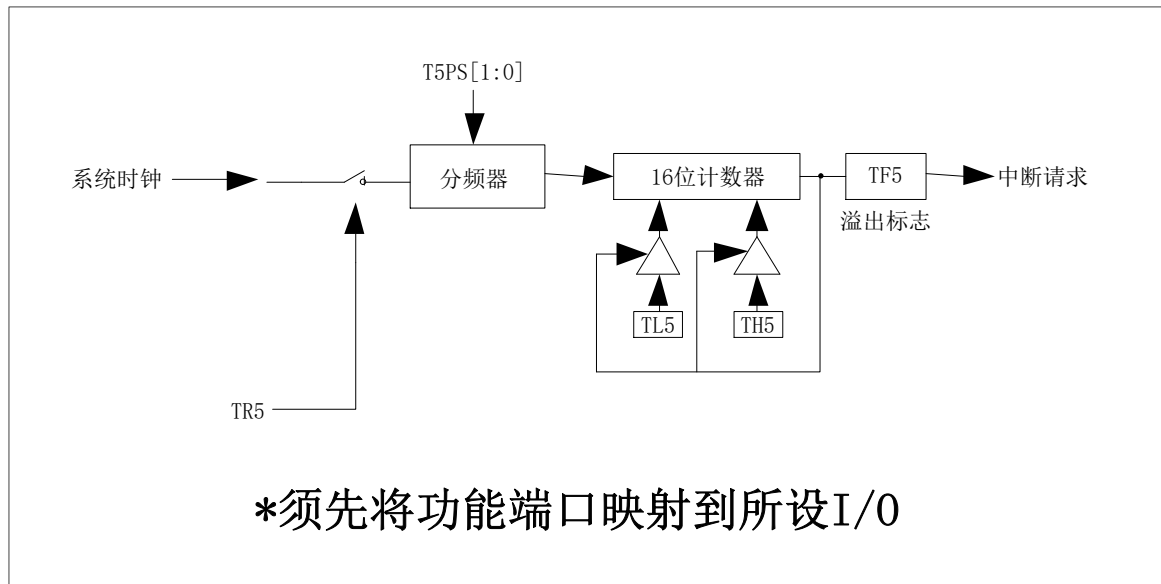 T5PS[1:0]
系统时钟
分频器
16位计数器
TF5
中断请求
溢出标志
TL5
TH5
TR5
*须先将功能端口映射到所设I/O